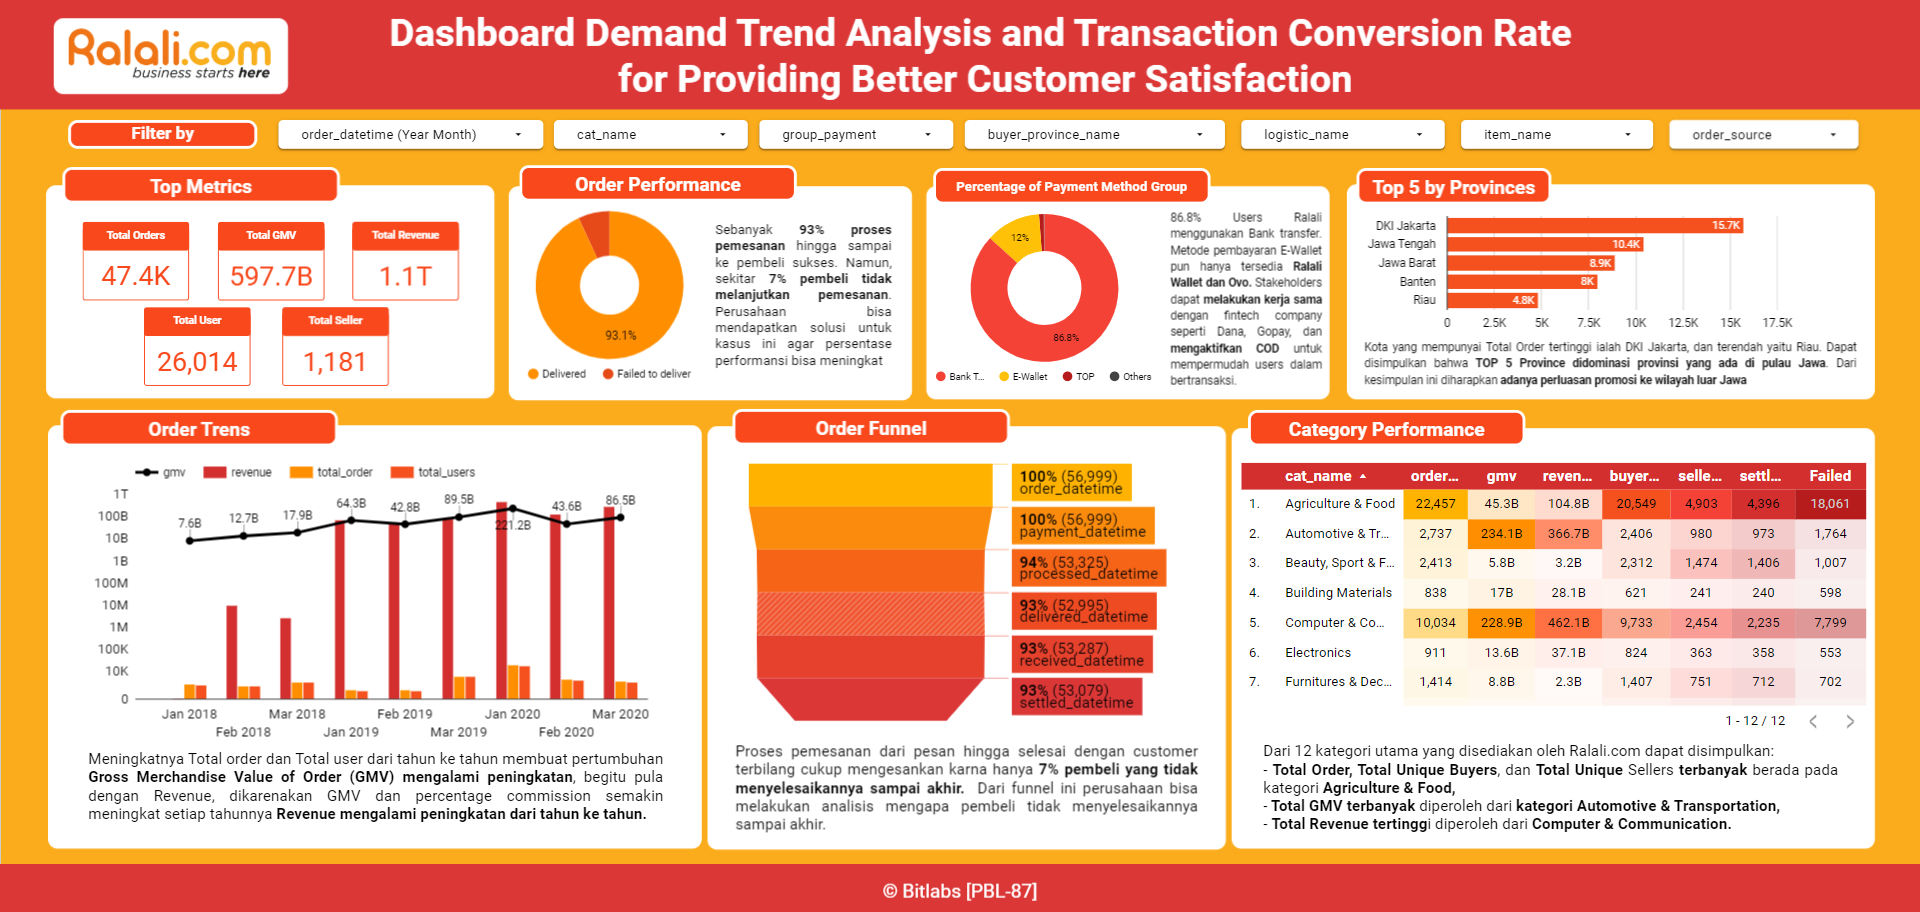 Ralali.com
business starts here
Dashboard Demand Trend Analysis and Transaction Conversion Rate
for Providing Better Customer Satisfaction
Filter by
order_datetime (Year Month)
cat_name
group_payment
buyer_province_name
logistic_name
item_name
order_source
Top Metrics
Total Orders
47.4K
Total GMV
597.7B
Total Revenue
1.1T
Total User
26,014
Total Seller
1,181
Order Performance
93.1%
Delivered
Failed to deliver
Sebanyak 93% proses
pemesanan hingga sampai
ke pembeli sukses. Namun,
sekitar 7% pembeli tidak
melanjutkan pemesanan.
Perusahaan bisa
mendapatkan solusi untuk
kasus ini agar persentase
performansi bisa meningkat
Percentage of Payment Method Group
12%
86.8%
Bank T...
E-Wallet
TOP
Others
86.8% Users Ralali
menggunakan Bank transfer.
Metode pembayaran E-Wallet
pun hanya tersedia Ralali
Wallet dan Ovo. Stakeholders
dapat melakukan kerja sama
dengan fintech company
seperti Dana, Gopay, dan
mengaktifkan COD untuk
mempermudah users dalam
bertransaksi.
Top 5 by Provinces
DKI Jakarta 15.7K
Jawa Tengah 10.4K
Jawa Barat 8.9K
Banten 8K
Riau 4.8K
0 2.5K 5K 7.5K 10K 12.5K 15K 17.5K
Kota yang mempunyai Total Order tertinggi ialah DKI Jakarta, dan terendah yaitu Riau. Dapat
disimpulkan bahwa TOP 5 Province didominasi provinsi yang ada di pulau Jawa. Dari
kesimpulan ini diharapkan adanya perluasan promosi ke wilayah luar Jawa
Order Trens
gmv revenue total_order total_users
1T
100B
10B
1B
100M
10M
1M
100K
10K
0
7.6B 12.7B 17.9B 64.3B 42.8B 89.5B 221.2B 43.6B 86.5B
Jan 2018 Mar 2018 Feb 2019 Jan 2020 Mar 2020
Feb 2018 Jan 2019 Mar 2019 Feb 2020
Meningkatnya Total order dan Total user dari tahun ke tahun membuat pertumbuhan
Gross Merchandise Value of Order (GMV) mengalami peningkatan, begitu pula
dengan Revenue, dikarenakan GMV dan percentage commission semakin
meningkat setiap tahunnya Revenue mengalami peningkatan dari tahun ke tahun.
Order Funnel
100% (56,999)
order_datetime
100% (56,999)
payment_datetime
94% (53,325)
processed_datetime
93% (52,995)
delivered_datetime
93% (53,287)
received_datetime
93% (53,079)
settled_datetime
Proses pemesanan dari pesan hingga selesai dengan customer
terbilang cukup mengesankan karna hanya 7% pembeli yang tidak
menyelesaikannya sampai akhir. Dari funnel ini perusahaan bisa
melakukan analisis mengapa pembeli tidak menyelesaikannya
sampai akhir.
Category Performance
cat_name order... gmv reven... buyer... selle... settl... Failed
1. Agriculture & Food 22,457 45.3B 104.8B 20,549 4,903 4,396 18,061
2. Automotive & Tr... 2,737 234.1B 366.7B 2,406 980 973 1,764
3. Beauty, Sport & F... 2,413 5.8B 3.2B 2,312 1,474 1,406 1,007
4. Building Materials 838 17B 28.1B 621 241 240 598
5. Computer & Co... 10,034 228.9B 462.1B 9,733 2,454 2,235 7,799
6. Electronics 911 13.6B 37.1B 824 363 358 553
7. Furnitures & Dec... 1,414 8.8B 2.3B 1,407 751 712 702
1 - 12 / 12
Dari 12 kategori utama yang disediakan oleh Ralali.com dapat disimpulkan:
- Total Order, Total Unique Buyers, dan Total Unique Sellers terbanyak berada pada
kategori Agriculture & Food,
- Total GMV terbanyak diperoleh dari kategori Automotive & Transportation,
- Total Revenue tertinggi diperoleh dari Computer & Communication.
© Bitlabs [PBL-87]